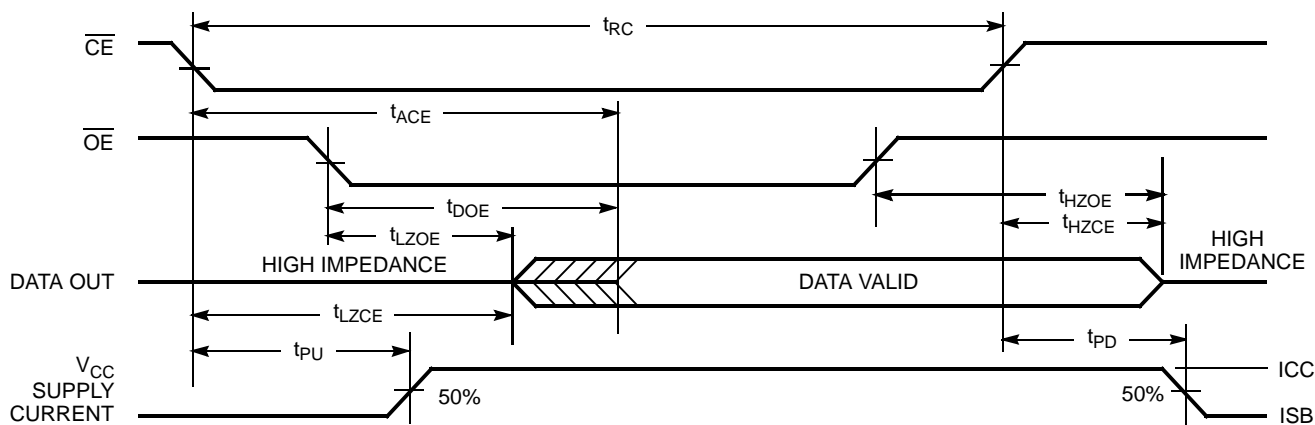 tRC
CE
tACE
OE
tHZOE
tDOE
tHZCE
tLZOE
HIGH
IMPEDANCE
HIGH IMPEDANCE
DATA OUT
DATA VALID
tLZCE
tPU
tPD
VCC
SUPPLY
CURRENT
50%
50%
ICC
ISB